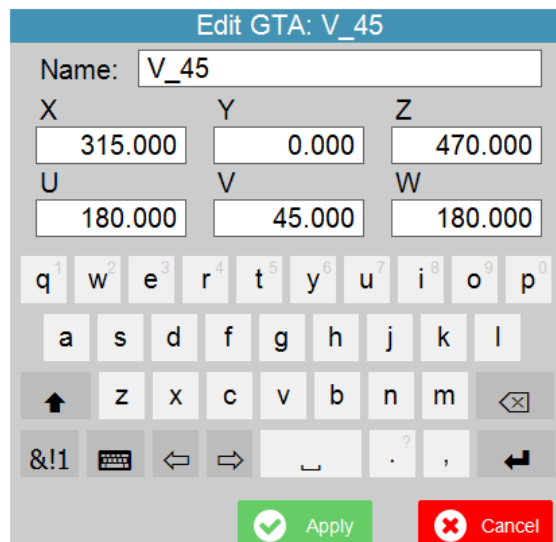 Edit GTA: V_45
Name: V_45
X Y Z
315.000 0.000 470.000
U V W
180.000 45.000 180.000
q 1 w 2 e 3 r 4 t 5 y 6 u 7 i 8 o 9 p 0
a s d f g h j k l
z x c v b n m
&!1 . ? ,
Apply Cancel